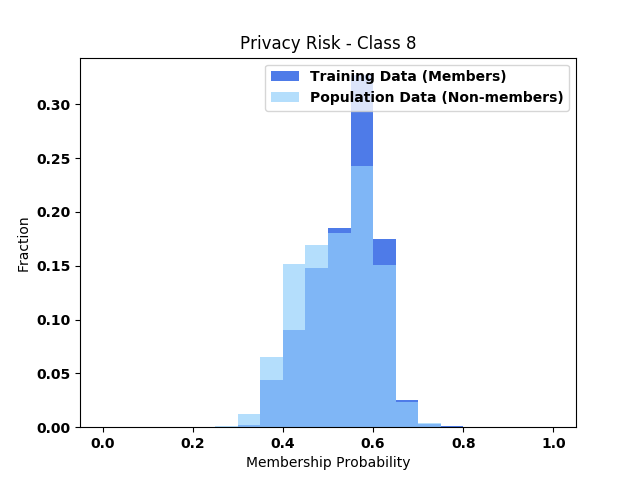 Privacy Risk - Class 8
Training Data (Members)
Population Data (Non-members)
0.30
0.25
0.20
0.15
0.10
0.05
0.00
Fraction
0.0 0.2 0.4 0.6 0.8 1.0
Membership Probability